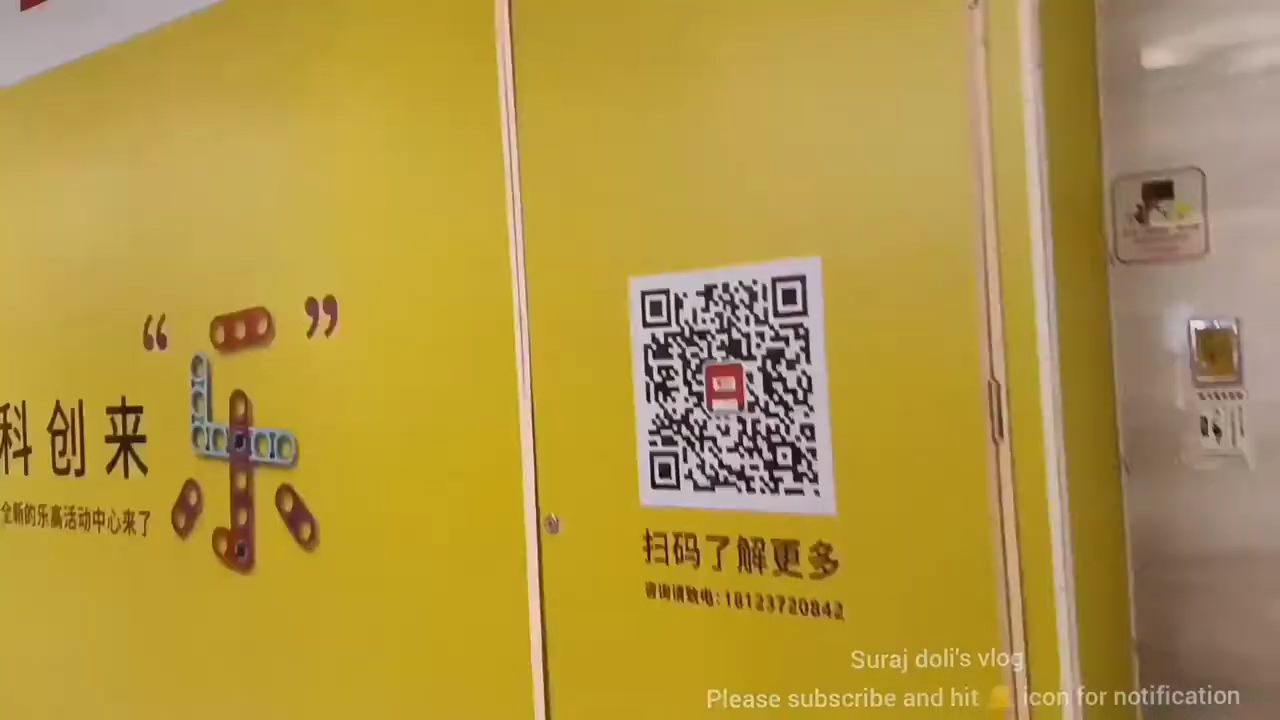 科创来“乐”
全新的乐高活动中心来了
扫码了解更多
咨询请致电:18123720842
Suraj doli's vlog
Please subscribe and hit 🔔 icon for notification